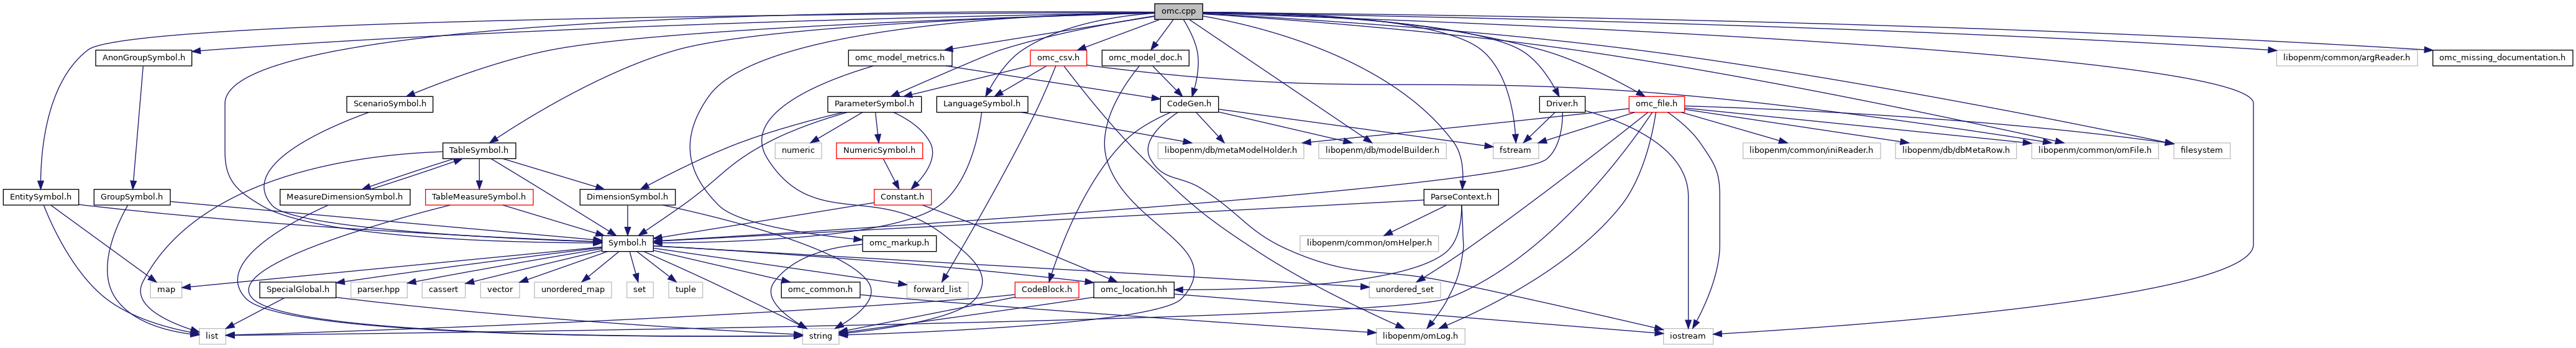 omc.cpp
AnonGroupSymbol.h
omc_model_metrics.h
omc_csv.h
omc_model_doc.h
libopenm/common/argReader.h
omc_missing_documentation.h
ScenarioSymbol.h
ParameterSymbol.h
LanguageSymbol.h
CodeGen.h
Driver.h
omc_file.h
TableSymbol.h
numeric
NumericSymbol.h
libopenm/db/metaModelHolder.h
libopenm/db/modelBuilder.h
fstream
libopenm/common/iniReader.h
libopenm/db/dbMetaRow.h
libopenm/common/omFile.h
filesystem
EntitySymbol.h
GroupSymbol.h
MeasureDimensionSymbol.h
TableMeasureSymbol.h
DimensionSymbol.h
Constant.h
ParseContext.h
Symbol.h
omc_markup.h
libopenm/common/omHelper.h
map
SpecialGlobal.h
parser.hpp
cassert
vector
unordered_map
set
tuple
omc_common.h
forward_list
CodeBlock.h
omc_location.hh
unordered_set
list
string
libopenm/omLog.h
iostream